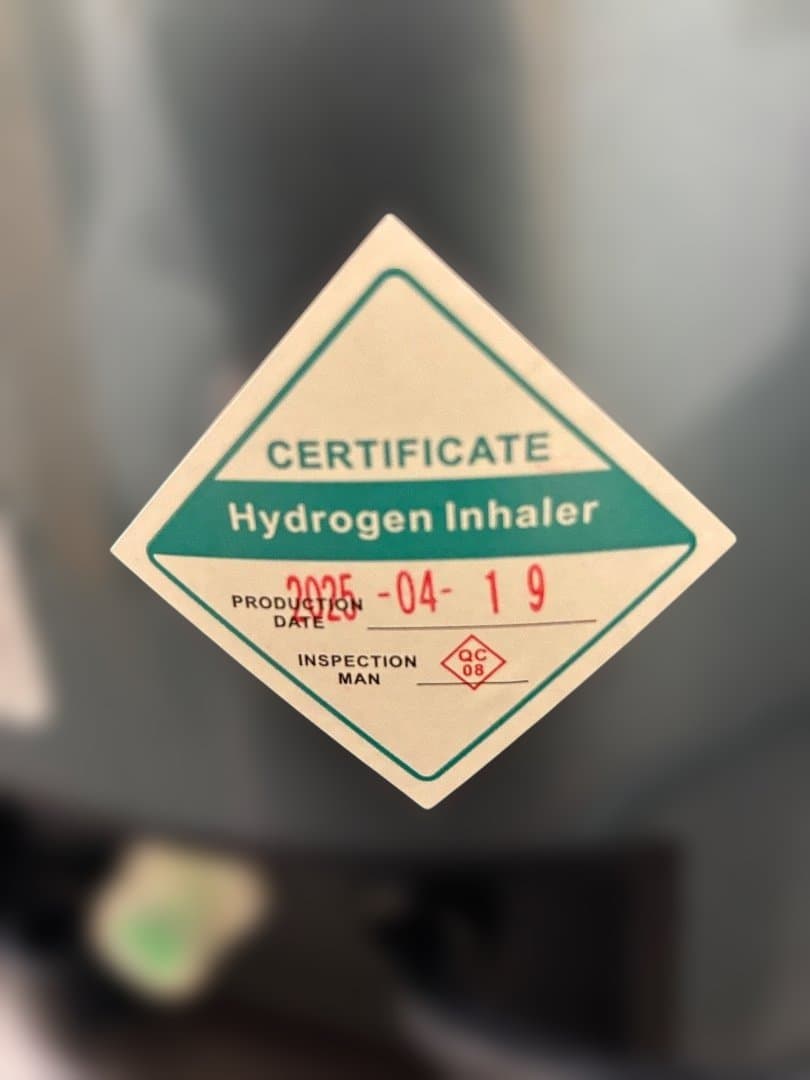 CERTIFICATE
Hydrogen Inhaler
PRODUCTION 2025 -04- 19
DATE
INSPECTION
MAN
QC
08